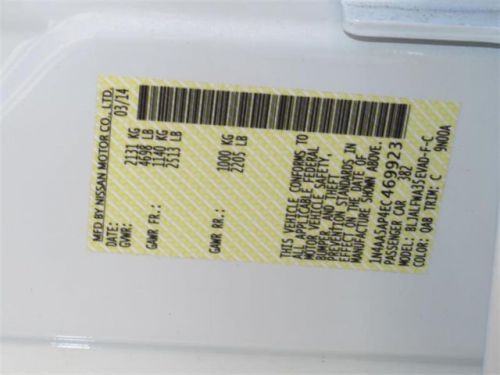 MFD BY NISSAN MOTOR CO., LTD.
DATE: 03/14
GVWR: 2131 KG
4698 LB
GAWR FR.: 1140 KG
2513 LB
GAWR RR.: 1000 KG
2205 LB
THIS VEHICLE CONFORMS TO
ALL APPLICABLE FEDERAL
MOTOR VEHICLE SAFETY,
BUMPER, AND THEFT
PREVENTION STANDARDS IN
EFFECT ON THE DATE OF
MANUFACTURE SHOWN ABOVE.
1N4AA5AP4EC 469923
PASSENGER CAR 382
MODEL: F-C
COLOR: QAB TRIM: C 9N00A